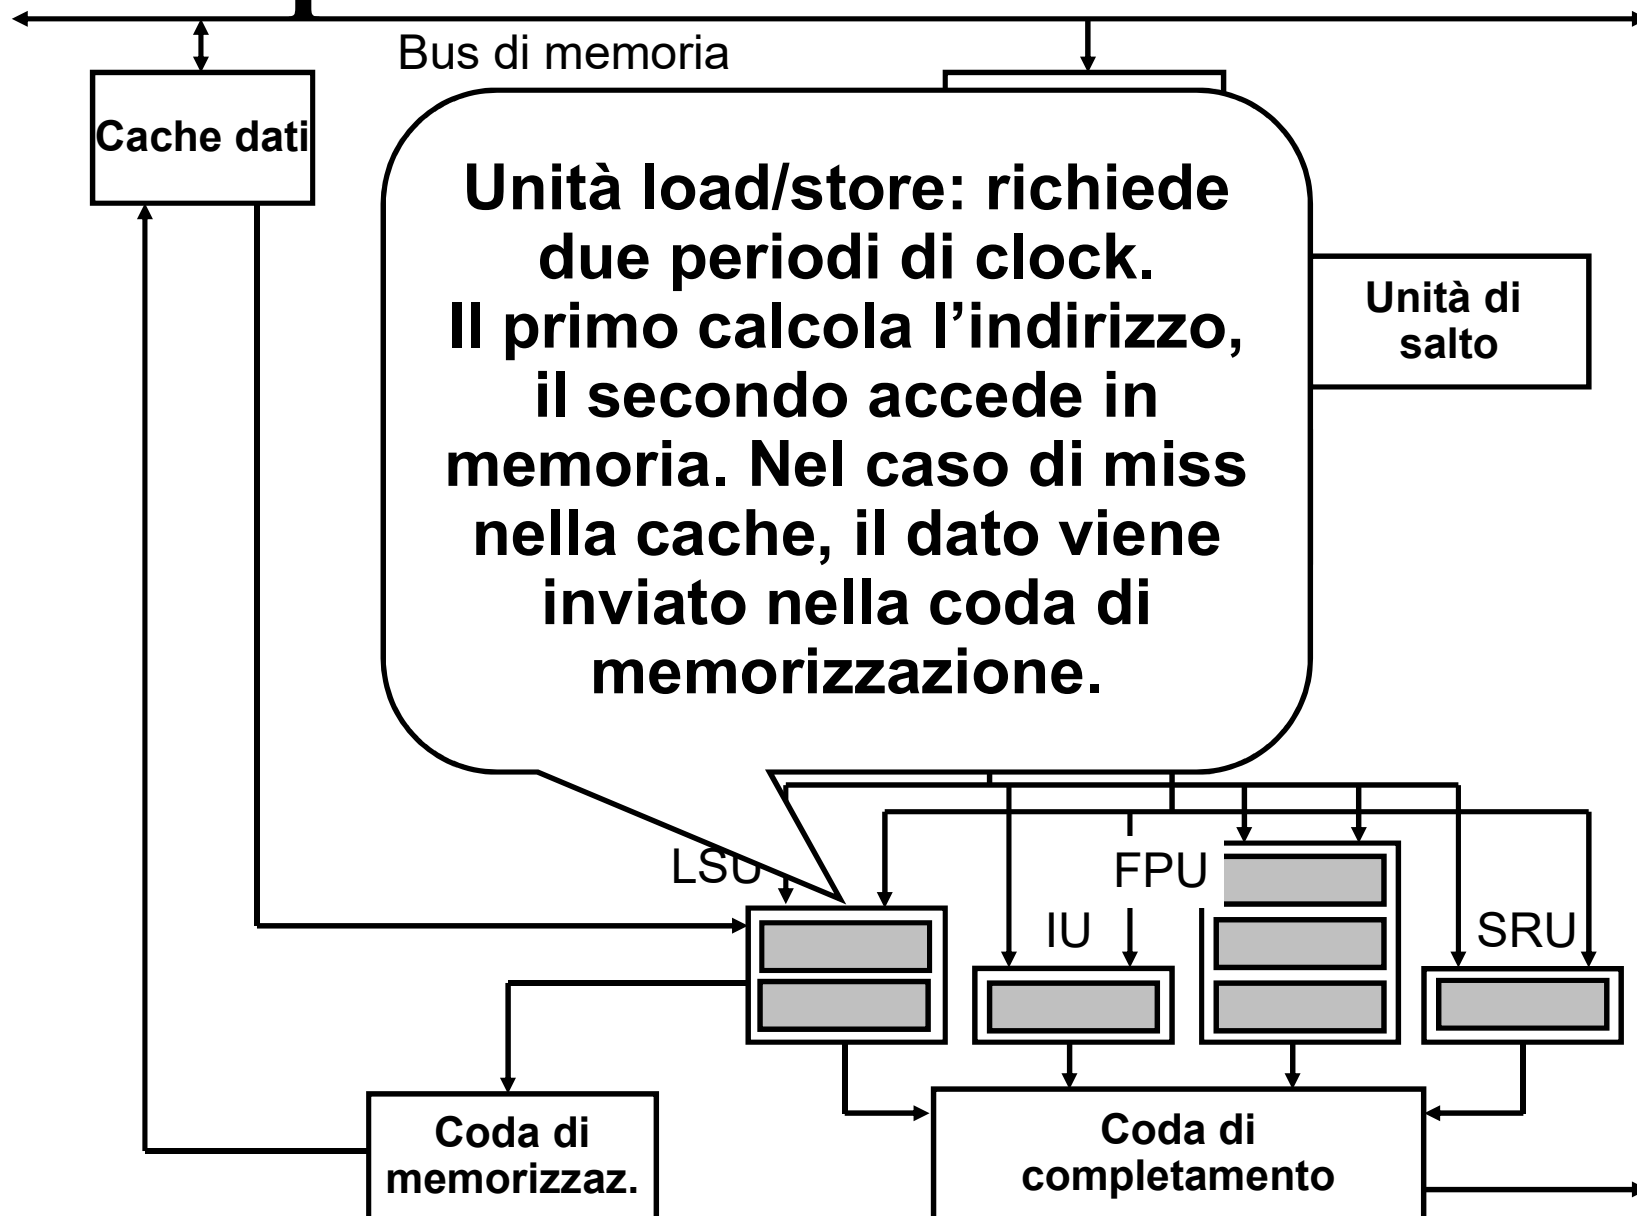 Bus di memoria
Cache dati
Unità load/store: richiede
due periodi di clock.
Il primo calcola l’indirizzo,
il secondo accede in
memoria. Nel caso di miss
nella cache, il dato viene
inviato nella coda di
memorizzazione.
Unità di
salto
LSU
FPU
IU
SRU
Coda di
memorizzaz.
Coda di
completamento